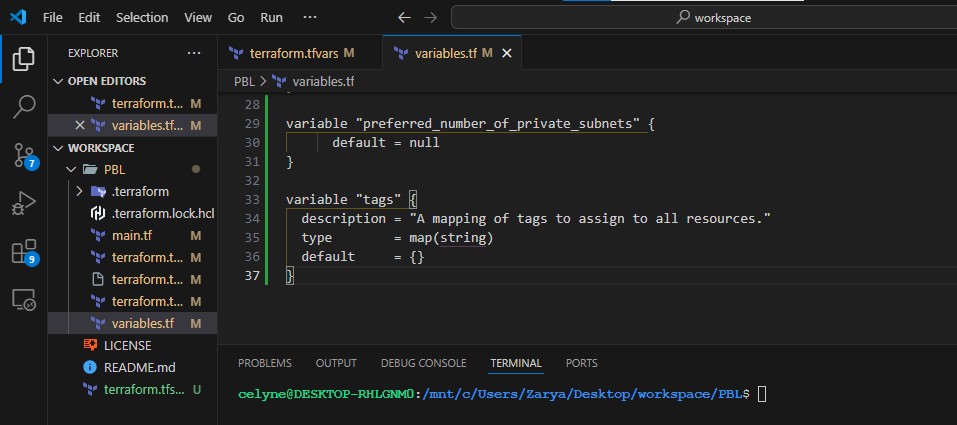 File Edit Selection View Go Run ··· workspace
EXPLORER ···
OPEN EDITORS
terraform.t... M
variables.tf... M
WORKSPACE
PBL
.terraform
.terraform.lock.hcl
main.tf M
terraform.t... M
terraform.t... M
terraform.t... M
variables.tf M
LICENSE
README.md
terraform.tfs... U
7
9
terraform.tfvars M variables.tf M
PBL > variables.tf
28
29 variable "preferred_number_of_private_subnets" {
30 default = null
31 }
32
33 variable "tags" {
34 description = "A mapping of tags to assign to all resources."
35 type = map(string)
36 default = {}
37 }
PROBLEMS OUTPUT DEBUG CONSOLE TERMINAL PORTS
celyne@DESKTOP-RHLGNM0:/mnt/c/Users/Zarya/Desktop/workspace/PBL$